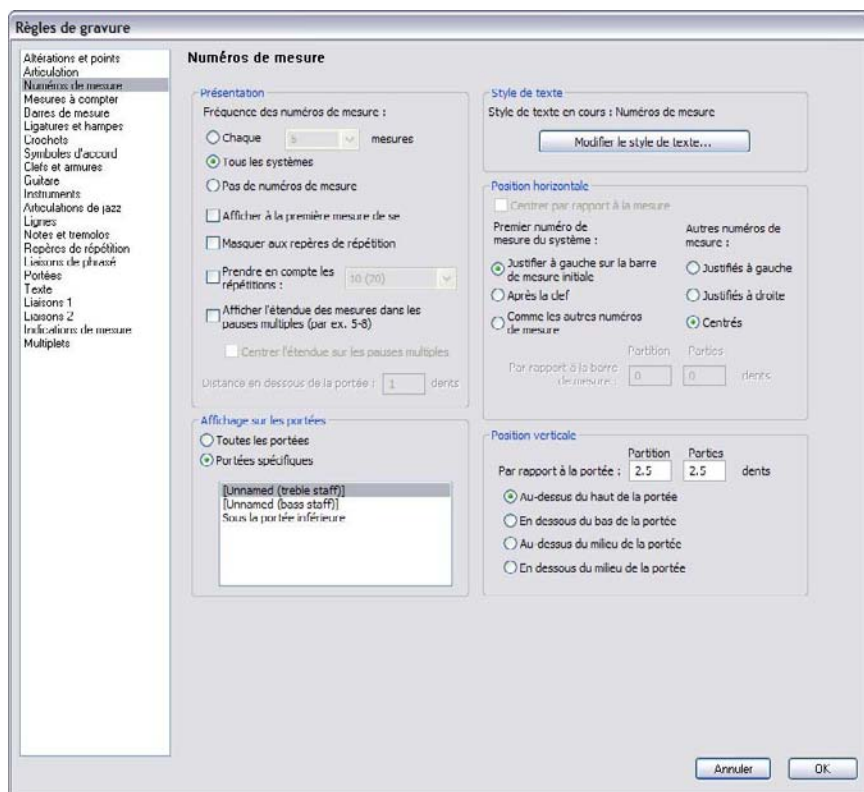 Règles de gravure
Altérations et points
Articulation
Numéros de mesure
Mesures à compter
Barres de mesure
Ligatures et hampes
Crochets
Symboles d'accord
Clefs et armures
Guitare
Instruments
Articulations de jazz
Lignes
Notes et tremolos
Repères de répétition
Liaisons de phrasé
Portées
Texte
Liaisons 1
Liaisons 2
Indications de mesure
Multiplets
Numéros de mesure
Présentation
Fréquence des numéros de mesure :
Chaque 5 mesures
Tous les systèmes
Pas de numéros de mesure
Afficher à la première mesure de se
Masquer aux repères de répétition
Prendre en compte les
répétitions :
10 (70)
Afficher l'étendue des mesures dans les
pauses multiples (par ex. 5-8)
Centrer l'étendue sur les pauses multiples
Distance en dessous de la portée : 1 dents
Affichage sur les portées
Toutes les portées
Portées spécifiques
[Unnamed (treble staff)]
[Unnamed (bass staff)]
Sous la portée inférieure
Style de texte
Style de texte en cours : Numéros de mesure
Modifier le style de texte...
Position horizontale
Centrer par rapport à la mesure
Premier numéro de
mesure du système :
Justifier à gauche sur la barre
de mesure initiale
Après la clef
Comme les autres numéros
de mesure
Autres numéros de
mesure :
Justifiés à gauche
Justifiés à droite
Centrés
Partition Parties
Par rapport à la barre
de mesure : 0 0 dents
Position verticale
Partition Parties
Par rapport à la portée : 2.5 2.5 dents
Au-dessus du haut de la portée
En dessous du bas de la portée
Au-dessus du milieu de la portée
En dessous du milieu de la portée
Annuler OK